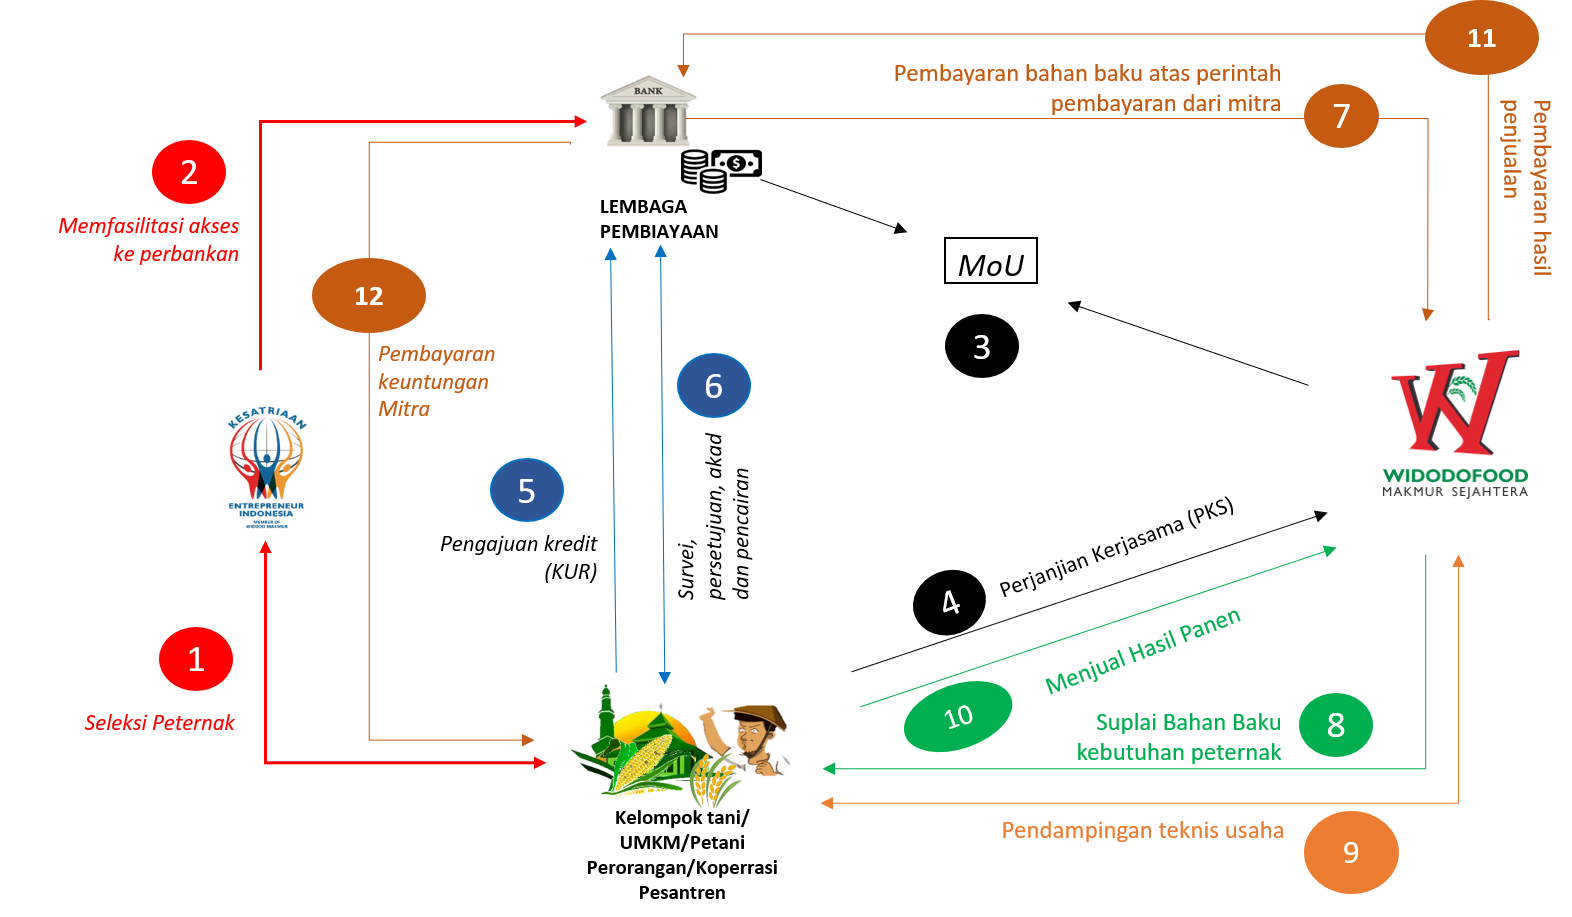 11
Pembayaran bahan baku atas perintah
pembayaran dari mitra
7
Pembayaran hasil
penjualan
BANK
$
LEMBAGA
PEMBIAYAAN
2
Memfasilitasi akses
ke perbankan
12
Pembayaran
keuntungan
Mitra
MoU
3
6
Survei,
persetujuan, akad
dan pencairan
5
Pengajuan kredit
(KUR)
KESATRIAAN
ENTREPRENEUR
INDONESIA
MEMBER OF
WIDODO MAKMUR
W
WIDODOFOOD
MAKMUR SEJAHTERA
4
Perjanjian Kerjasama (PKS)
10
Menjual Hasil Panen
1
Seleksi Peternak
Suplai Bahan Baku
kebutuhan peternak
8
Pendampingan teknis usaha
9
Kelompok tani/
UMKM/Petani
Perorangan/Koperrasi
Pesantren